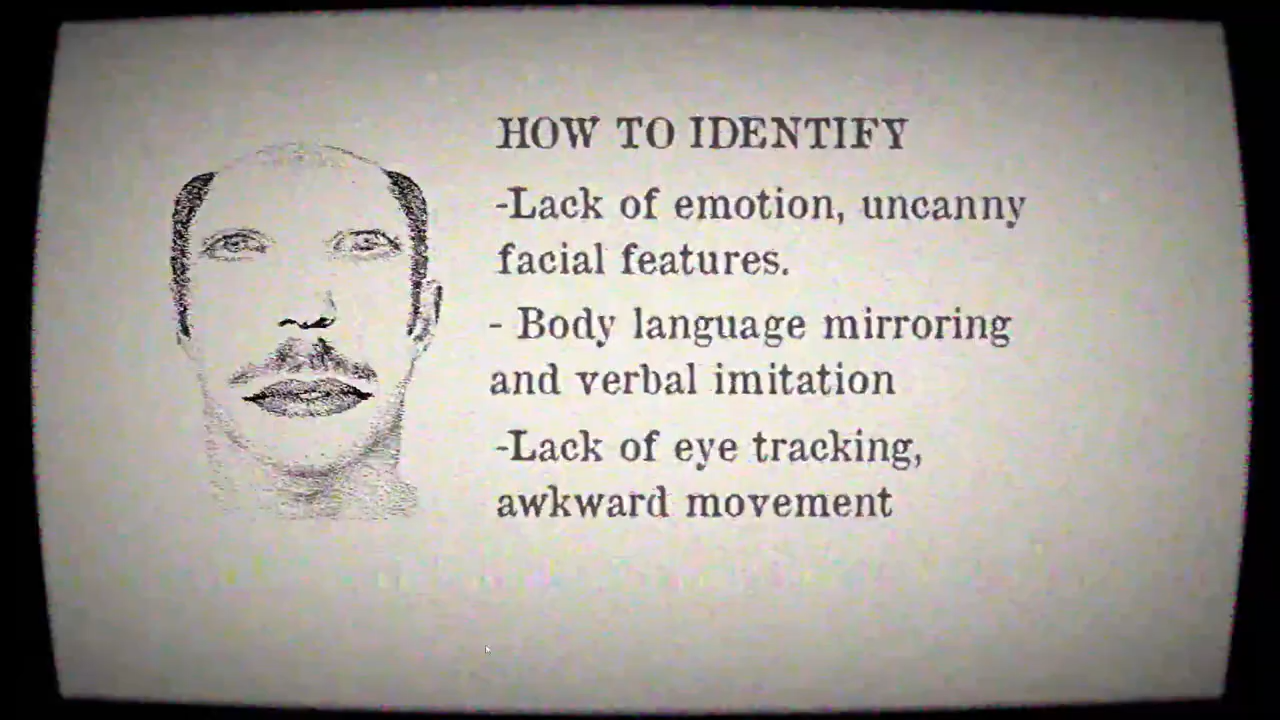 HOW TO IDENTIFY
-Lack of emotion, uncanny
facial features.
- Body language mirroring
and verbal imitation
-Lack of eye tracking,
awkward movement